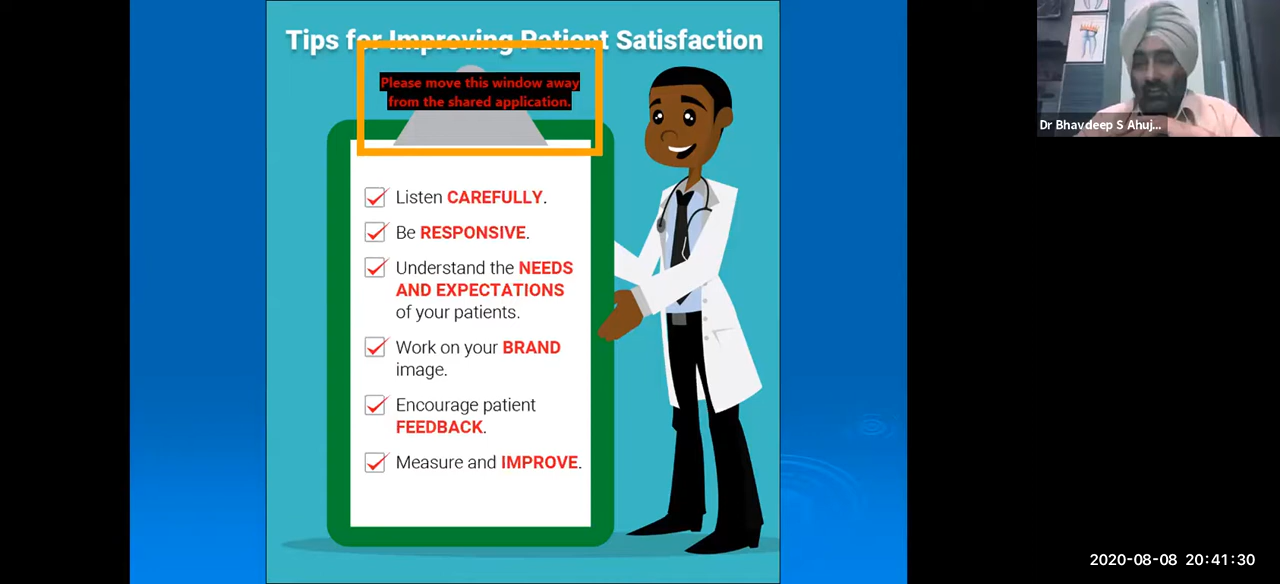 Tips for Improving Patient Satisfaction
Please move this window away
from the shared application.
Listen CAREFULLY.
Be RESPONSIVE.
Understand the NEEDS
AND EXPECTATIONS
of your patients.
Work on your BRAND
image.
Encourage patient
FEEDBACK.
Measure and IMPROVE.
Dr Bhavdeep S Ahuj...
2020-08-08 20:41:30